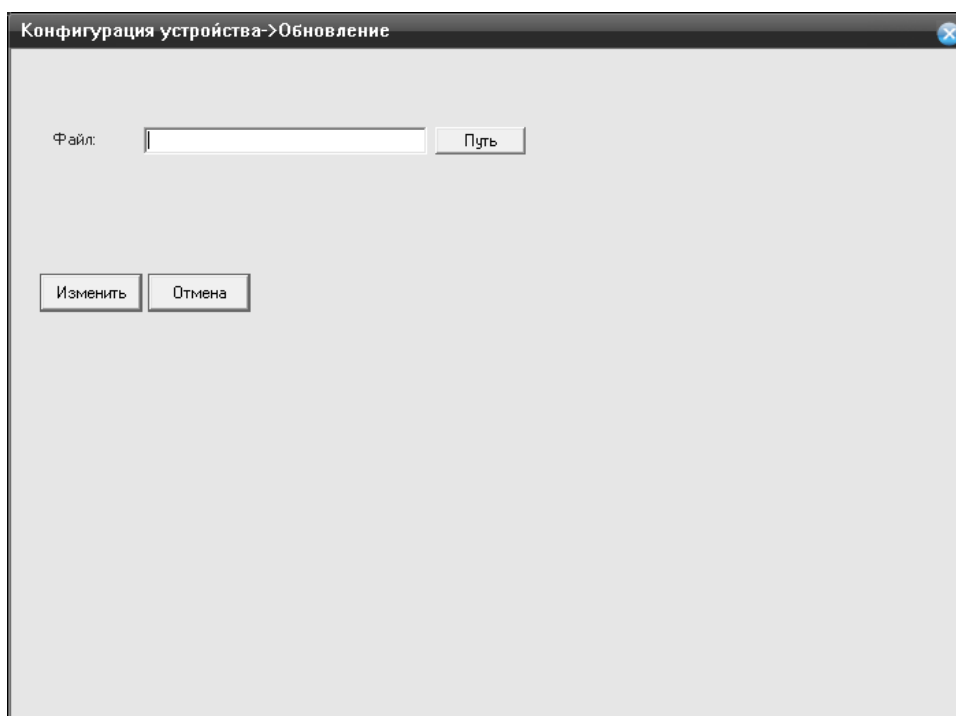 Конфигурация устройства->Обновление
Файл:
Путь
Изменить
Отмена